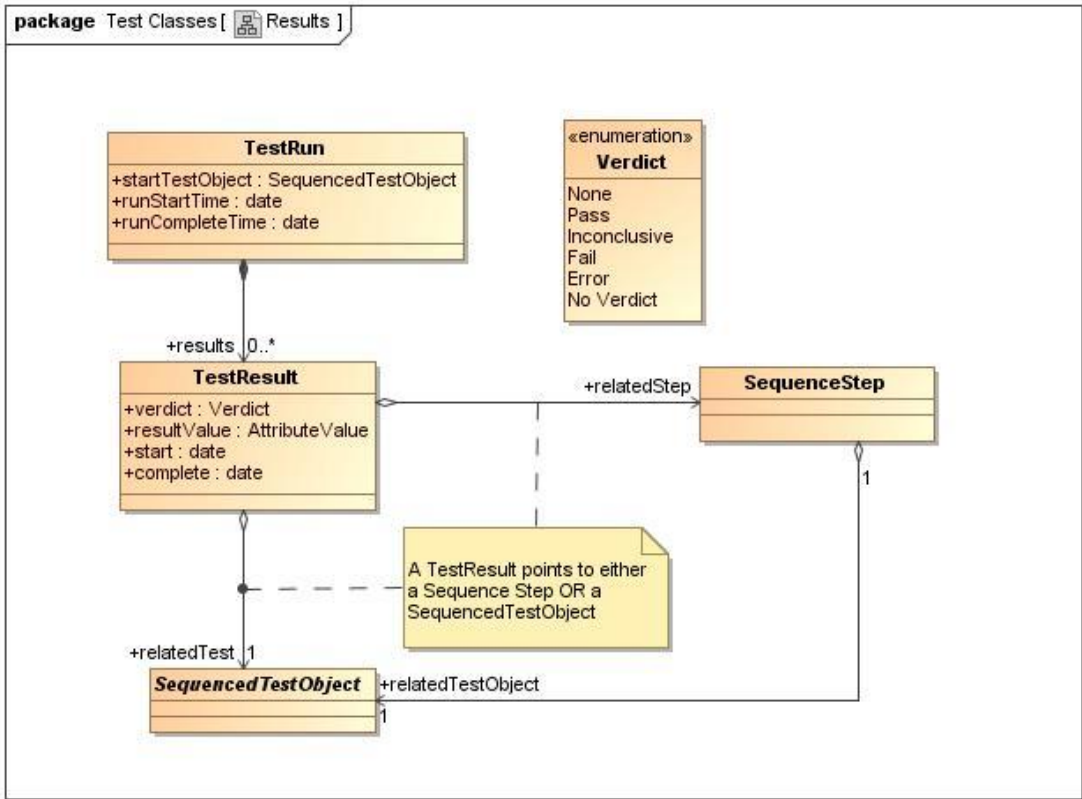 package Test Classes [ Results ]
TestRun
+startTestObject : SequencedTestObject
+runStartTime : date
+runCompleteTime : date
«enumeration»
Verdict
None
Pass
Inconclusive
Fail
Error
No Verdict
+results 0..*
TestResult
+verdict : Verdict
+resultValue : AttributeValue
+start : date
+complete : date
+relatedStep
SequenceStep
1
A TestResult points to either
a Sequence Step OR a
SequencedTestObject
+relatedTest 1
SequencedTestObject
+relatedTestObject
1